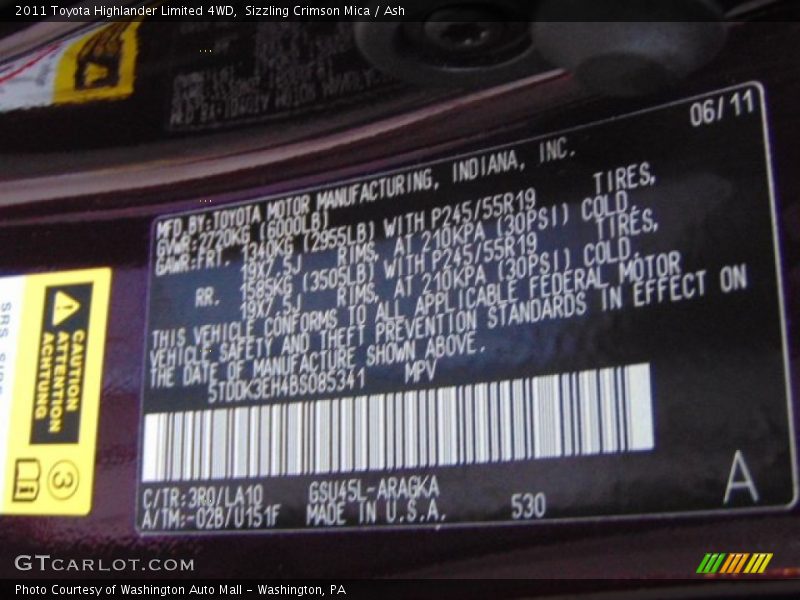 2011 Toyota Highlander Limited 4WD, Sizzling Crimson Mica / Ash
06/11
MFD.BY:TOYOTA MOTOR MANUFACTURING, INDIANA, INC.
GVWR:2720KG (6000LB)
GAWR:FRT. 1340KG (2955LB) WITH P245/55R19 TIRES,
19X7.5J RIMS, AT 210KPA (30PSI) COLD.
RR. 1585KG (3505LB) WITH P245/55R19 TIRES,
19X7.5J RIMS, AT 210KPA (30PSI) COLD.
THIS VEHICLE CONFORMS TO ALL APPLICABLE FEDERAL MOTOR
VEHICLE SAFETY AND THEFT PREVENTION STANDARDS IN EFFECT ON
THE DATE OF MANUFACTURE SHOWN ABOVE.
5TDDK3EH4BS085341 MPV
C/TR:3R0/LA10 GSU45L-ARAGKA
A/TM:-02B/U151F MADE IN U.S.A. 530
A
CAUTION
ATTENTION
ACHTUNG
3
SRS
GTCARLOT.COM
Photo Courtesy of Washington Auto Mall - Washington, PA